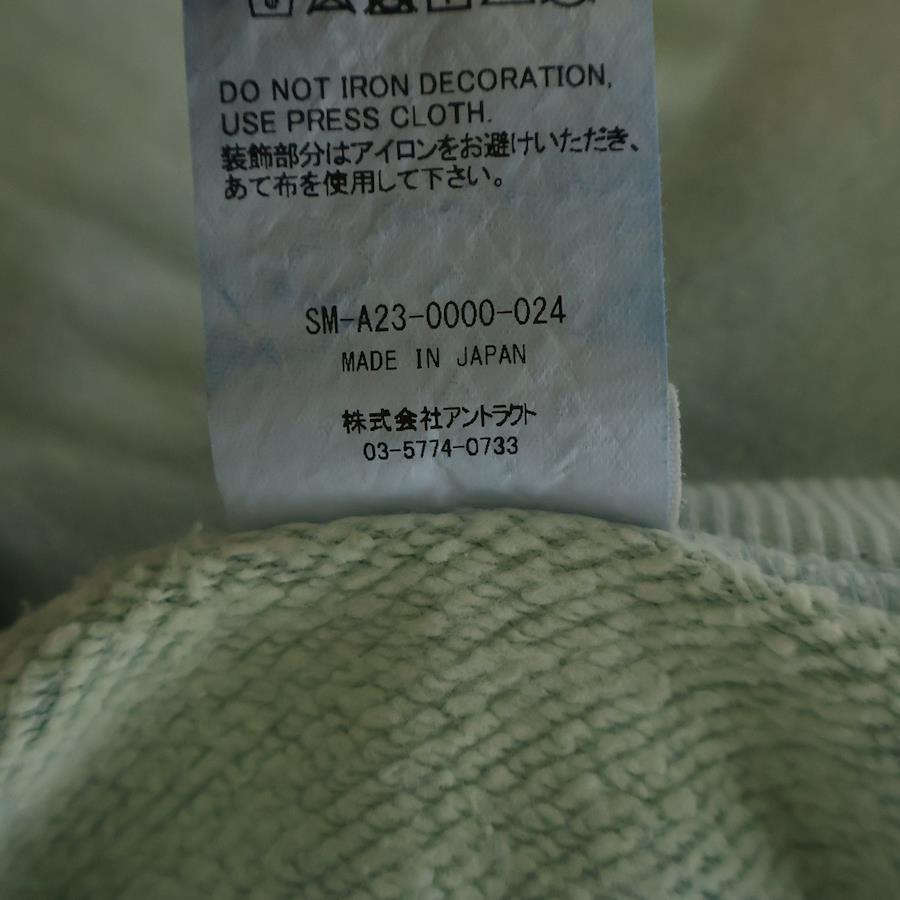 DO NOT IRON DECORATION,
USE PRESS CLOTH.
装飾部分はアイロンをお避けいただき、
あて布を使用して下さい。
SM-A23-0000-024
MADE IN JAPAN
株式会社アントラクト
03-5774-0733